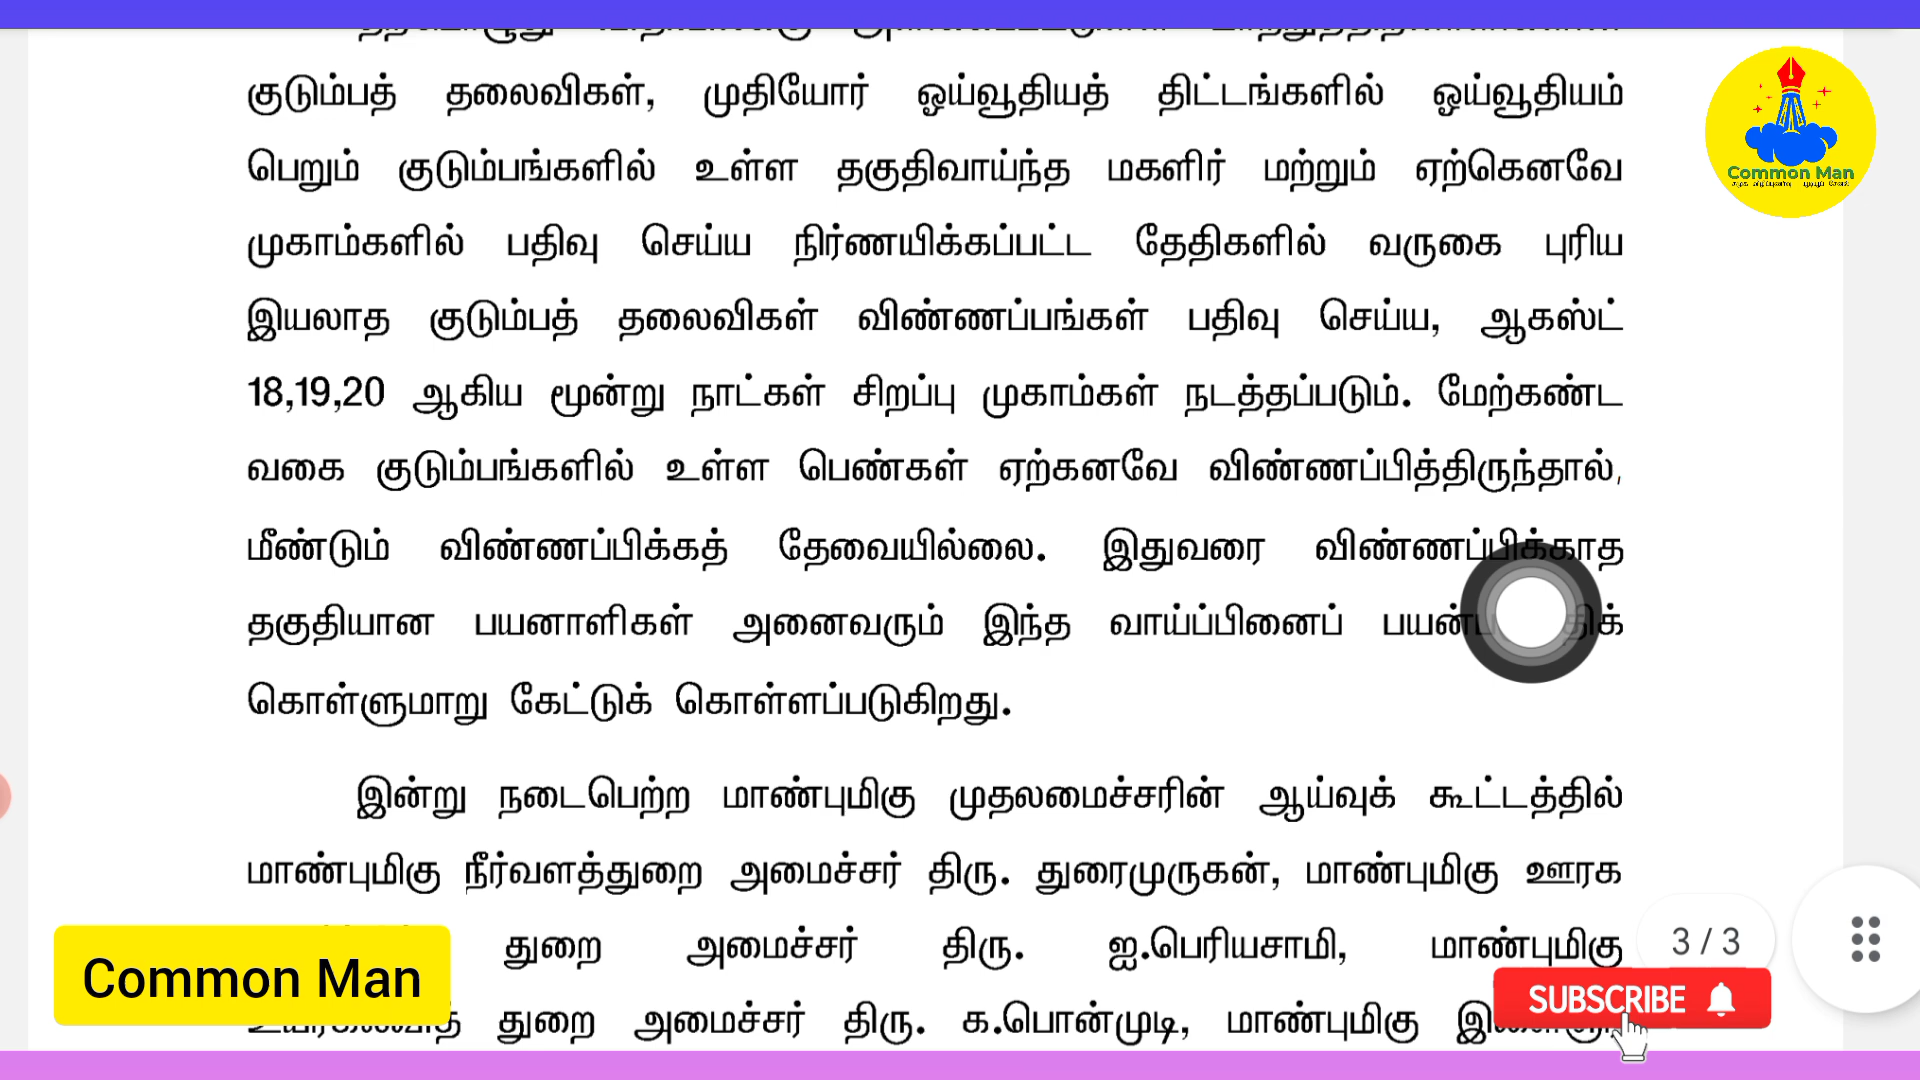 குடும்பத் தலைவிகள், முதியோர் ஓய்வூதியத் திட்டங்களில் ஓய்வூதியம்
பெறும் குடும்பங்களில் உள்ள தகுதிவாய்ந்த மகளிர் மற்றும் ஏற்கெனவே
முகாம்களில் பதிவு செய்ய நிர்ணயிக்கப்பட்ட தேதிகளில் வருகை புரிய
இயலாத குடும்பத் தலைவிகள் விண்ணப்பங்கள் பதிவு செய்ய, ஆகஸ்ட்
18,19,20 ஆகிய மூன்று நாட்கள் சிறப்பு முகாம்கள் நடத்தப்படும். மேற்கண்ட
வகை குடும்பங்களில் உள்ள பெண்கள் ஏற்கனவே விண்ணப்பித்திருந்தால்,
மீண்டும் விண்ணப்பிக்கத் தேவையில்லை. இதுவரை விண்ணப்பிக்காத
தகுதியான பயனாளிகள் அனைவரும் இந்த வாய்ப்பினைப்
கொள்ளுமாறு கேட்டுக் கொள்ளப்படுகிறது.
இன்று நடைபெற்ற மாண்புமிகு முதலமைச்சரின் ஆய்வுக் கூட்டத்தில்
மாண்புமிகு நீர்வளத்துறை அமைச்சர் திரு. துரைமுருகன், மாண்புமிகு ஊரக
துறை அமைச்சர் திரு. ஐ.பெரியசாமி, மாண்புமிகு
துறை அமைச்சர் திரு. க.பொன்முடி, மாண்புமிகு
Common Man
Common Man
3 / 3
SUBSCRIBE